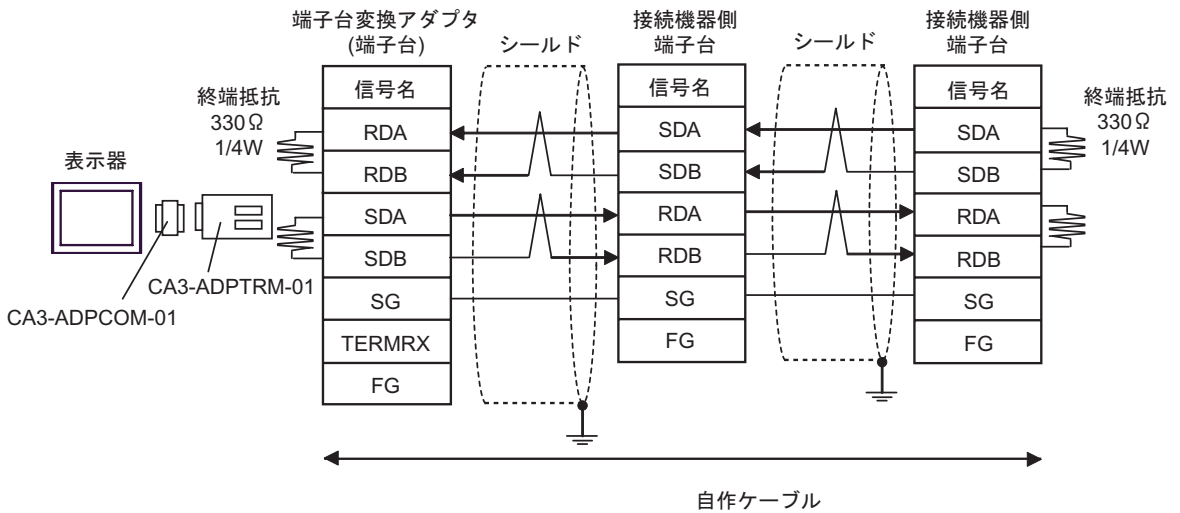 端子台変換アダプタ
(端子台)
シールド
接続機器側
端子台
シールド
接続機器側
端子台
終端抵抗
330Ω
1/4W
表示器
CA3-ADPCOM-01
CA3-ADPTRM-01
信号名
RDA
RDB
SDA
SDB
SG
TERMRX
FG
信号名
SDA
SDB
RDA
RDB
SG
FG
信号名
SDA
SDB
RDA
RDB
SG
FG
終端抵抗
330Ω
1/4W
自作ケーブル